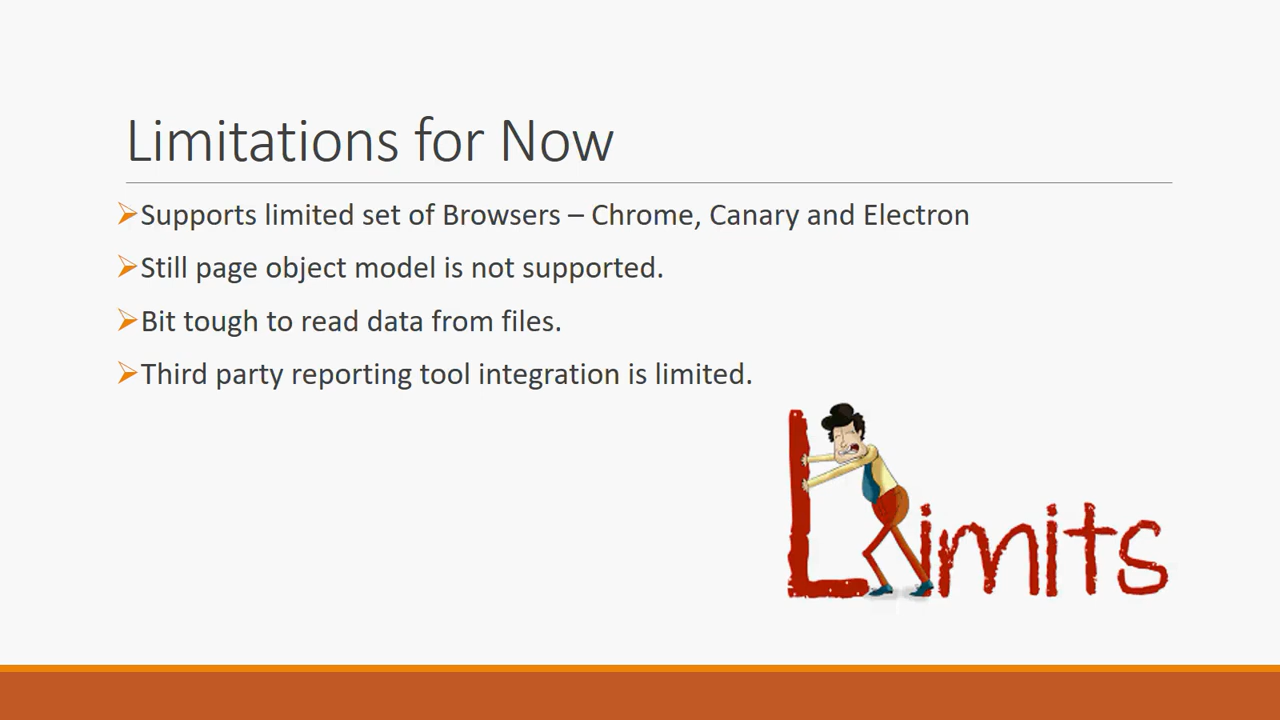 Limitations for Now
Supports limited set of Browsers – Chrome, Canary and Electron
Still page object model is not supported.
Bit tough to read data from files.
Third party reporting tool integration is limited.
Limits